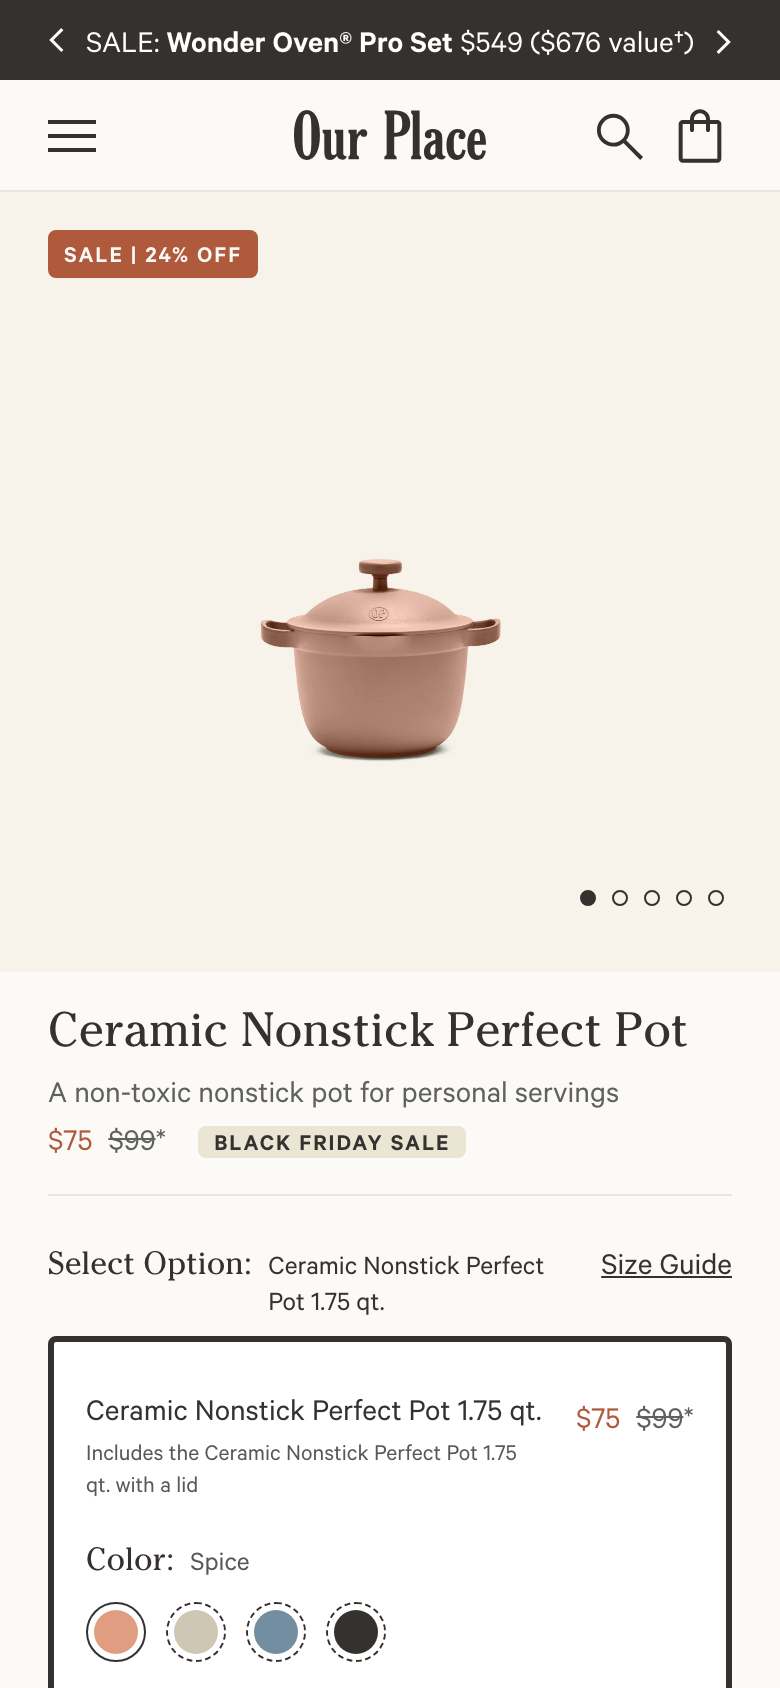 SALE: Wonder Oven® Pro Set $549 ($676 value†)
Our Place
SALE | 24% OFF
Ceramic Nonstick Perfect Pot
A non-toxic nonstick pot for personal servings
$75 $99* BLACK FRIDAY SALE
Select Option: Ceramic Nonstick Perfect Size Guide
Pot 1.75 qt.
Ceramic Nonstick Perfect Pot 1.75 qt. $75 $99*
Includes the Ceramic Nonstick Perfect Pot 1.75
qt. with a lid
Color: Spice